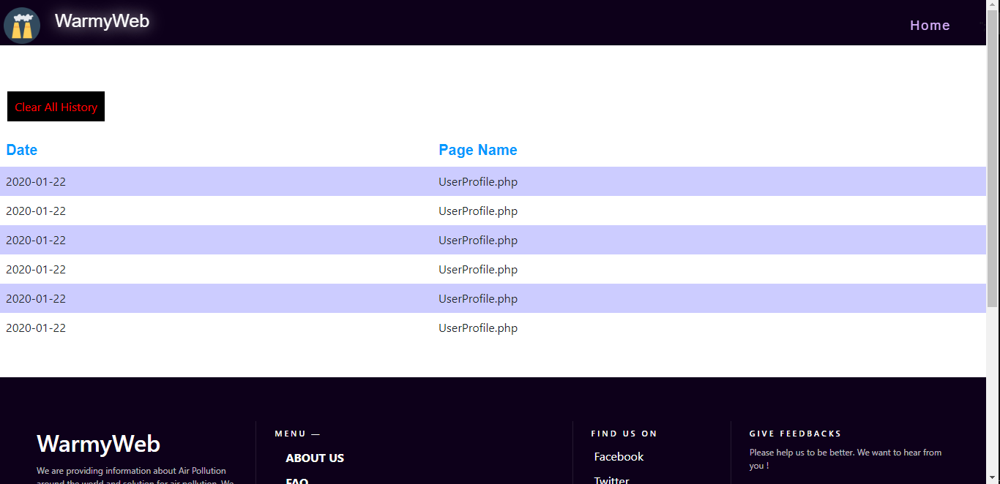 WarmyWeb
Home
Clear All History
Date Page Name
2020-01-22 UserProfile.php
2020-01-22 UserProfile.php
2020-01-22 UserProfile.php
2020-01-22 UserProfile.php
2020-01-22 UserProfile.php
2020-01-22 UserProfile.php
WarmyWeb
We are providing information about Air Pollution
around the world and solution for air pollution. We
MENU —
ABOUT US
FAQ
FIND US ON
Facebook
Twitter
GIVE FEEDBACKS
Please help us to be better. We want to hear from
you !